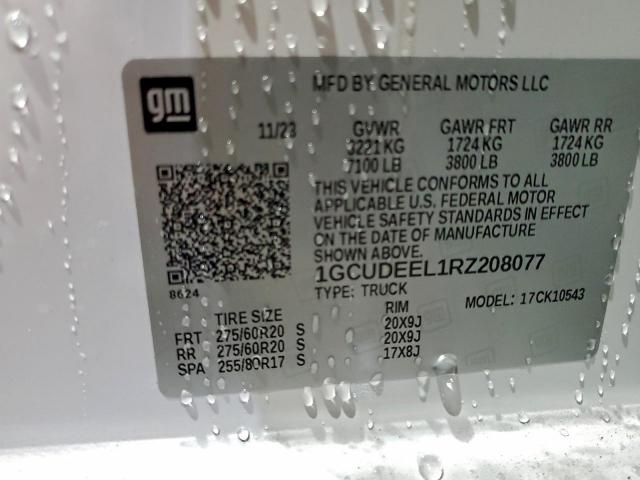 gm
MFD BY GENERAL MOTORS LLC
11/23 GVWR GAWR FRT GAWR RR
3221 KG 1724 KG 1724 KG
7100 LB 3800 LB 3800 LB
THIS VEHICLE CONFORMS TO ALL
APPLICABLE U.S. FEDERAL MOTOR
VEHICLE SAFETY STANDARDS IN EFFECT
ON THE DATE OF MANUFACTURE
SHOWN ABOVE.
1GCUDEEL1RZ208077
8624
TYPE: TRUCK MODEL: 17CK10543
TIRE SIZE RIM
FRT 275/60R20 S 20X9J
RR 275/60R20 S 20X9J
SPA 255/80R17 S 17X8J